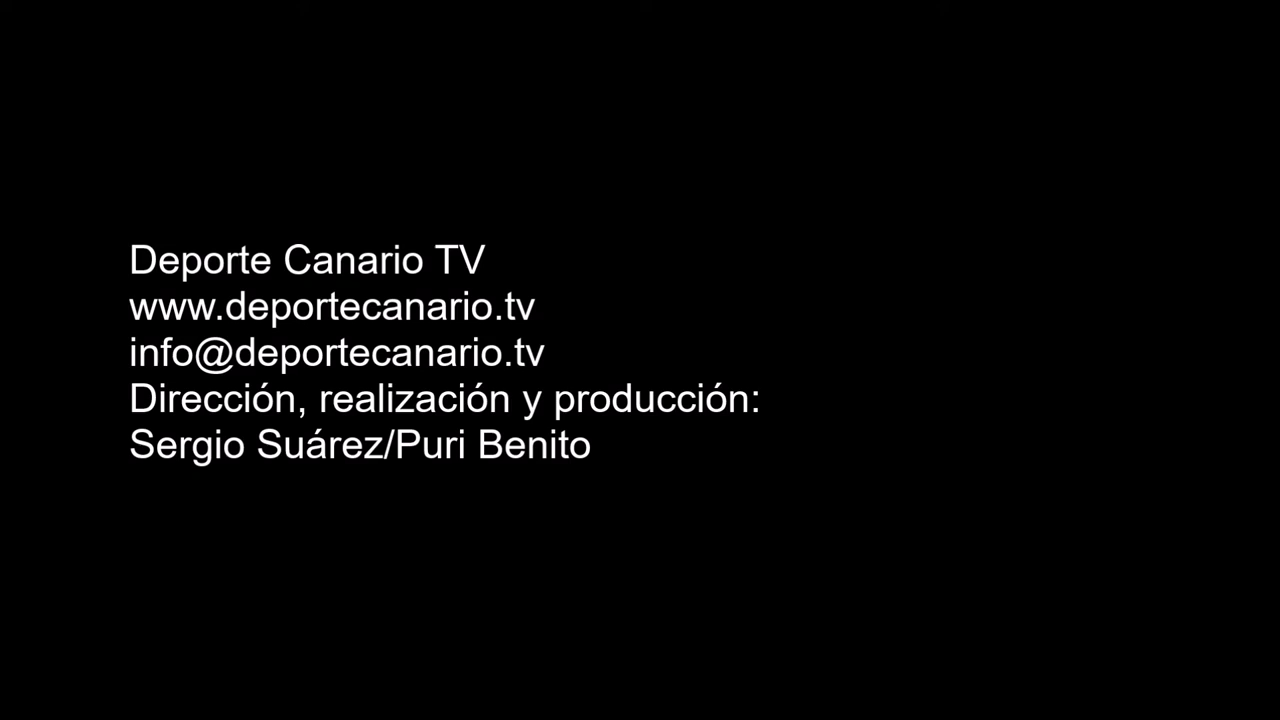 Deporte Canario TV
www.deportecanario.tv
info@deportecanario.tv
Dirección, realización y producción:
Sergio Suárez/Puri Benito